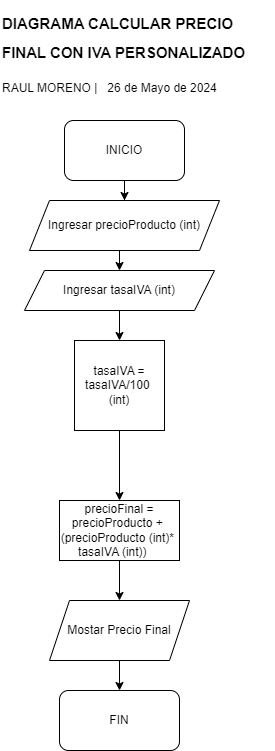 DIAGRAMA CALCULAR PRECIO
FINAL CON IVA PERSONALIZADO
RAUL MORENO | 26 de Mayo de 2024
INICIO
Ingresar precioProducto (int)
Ingresar tasaIVA (int)
tasaIVA =
tasaIVA/100
(int)
precioFinal =
precioProducto +
(precioProducto (int)*
tasaIVA (int))
Mostar Precio Final
FIN